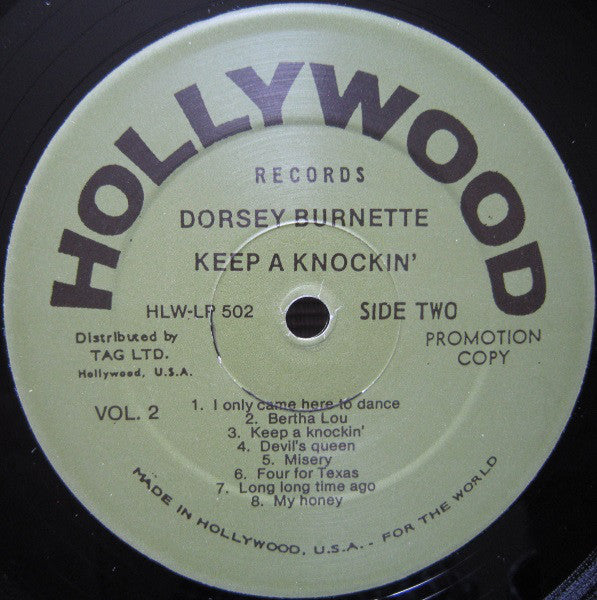 HOLLYWOOD
RECORDS
DORSEY BURNETTE
KEEP A KNOCKIN'
HLW-LP 502
SIDE TWO
Distributed by
TAG LTD.
Hollywood, U.S.A.
PROMOTION
COPY
VOL. 2
1. I only came here to dance
2. Bertha Lou
3. Keep a knockin'
4. Devil's queen
5. Misery
6. Four for Texas
7. Long long time ago
8. My honey
MADE IN HOLLYWOOD, U.S.A. - FOR THE WORLD